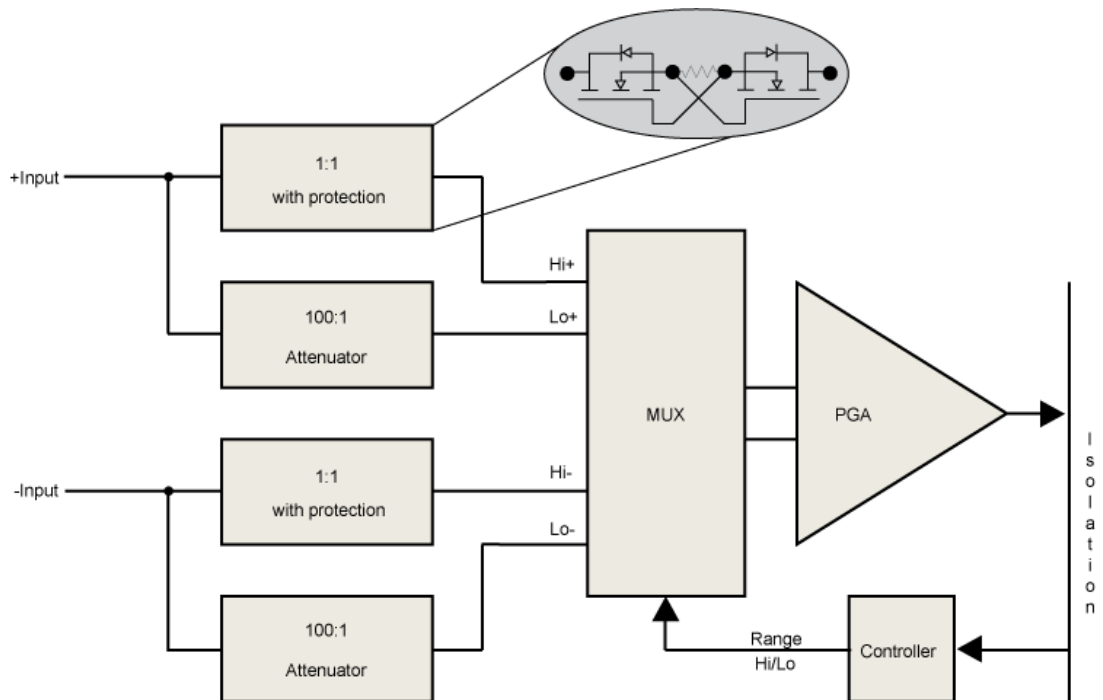 +Input
1:1
with protection
Hi+
100:1
Attenuator
Lo+
MUX
PGA
Isolation
-Input
1:1
with protection
Hi-
Lo-
100:1
Attenuator
Range
Hi/Lo
Controller